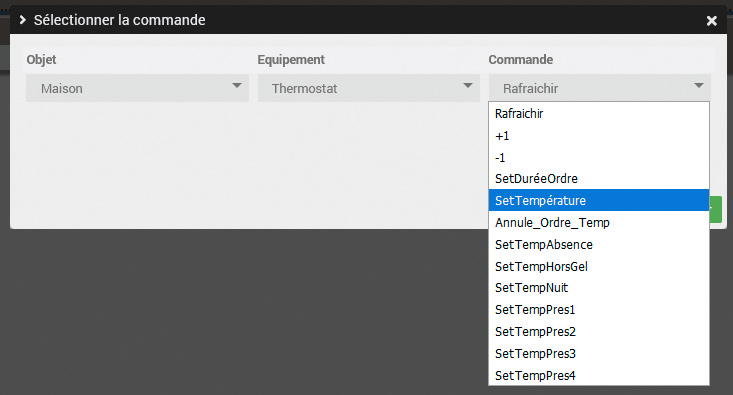 Sélectionner la commande
Objet Equipement Commande
Maison Thermostat Rafraichir
Rafraichir
+1
-1
SetDuréeOrdre
SetTempérature
Annule_Ordre_Temp
SetTempAbsence
SetTempHorsGel
SetTempNuit
SetTempPres1
SetTempPres2
SetTempPres3
SetTempPres4